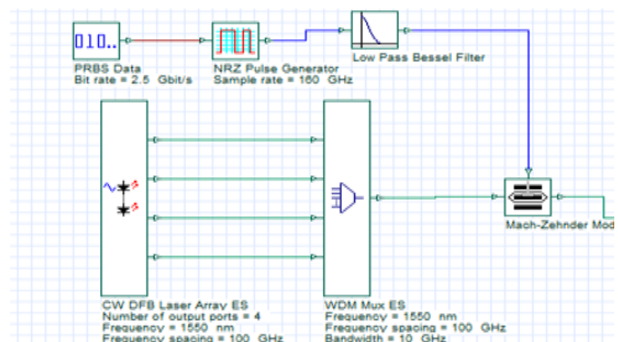 010..
PRBS Data
Bit rate = 2.5 Gbit/s
NRZ Pulse Generator
Sample rate = 160 GHz
Low Pass Bessel Filter
Mach-Zehnder Mod
CW DFB Laser Array ES
Number of output ports = 4
Frequency = 1550 nm
Frequency spacing = 100 GHz
WDM Mux ES
Frequency = 1550 nm
Frequency spacing = 100 GHz
Bandwidth = 10 GHz